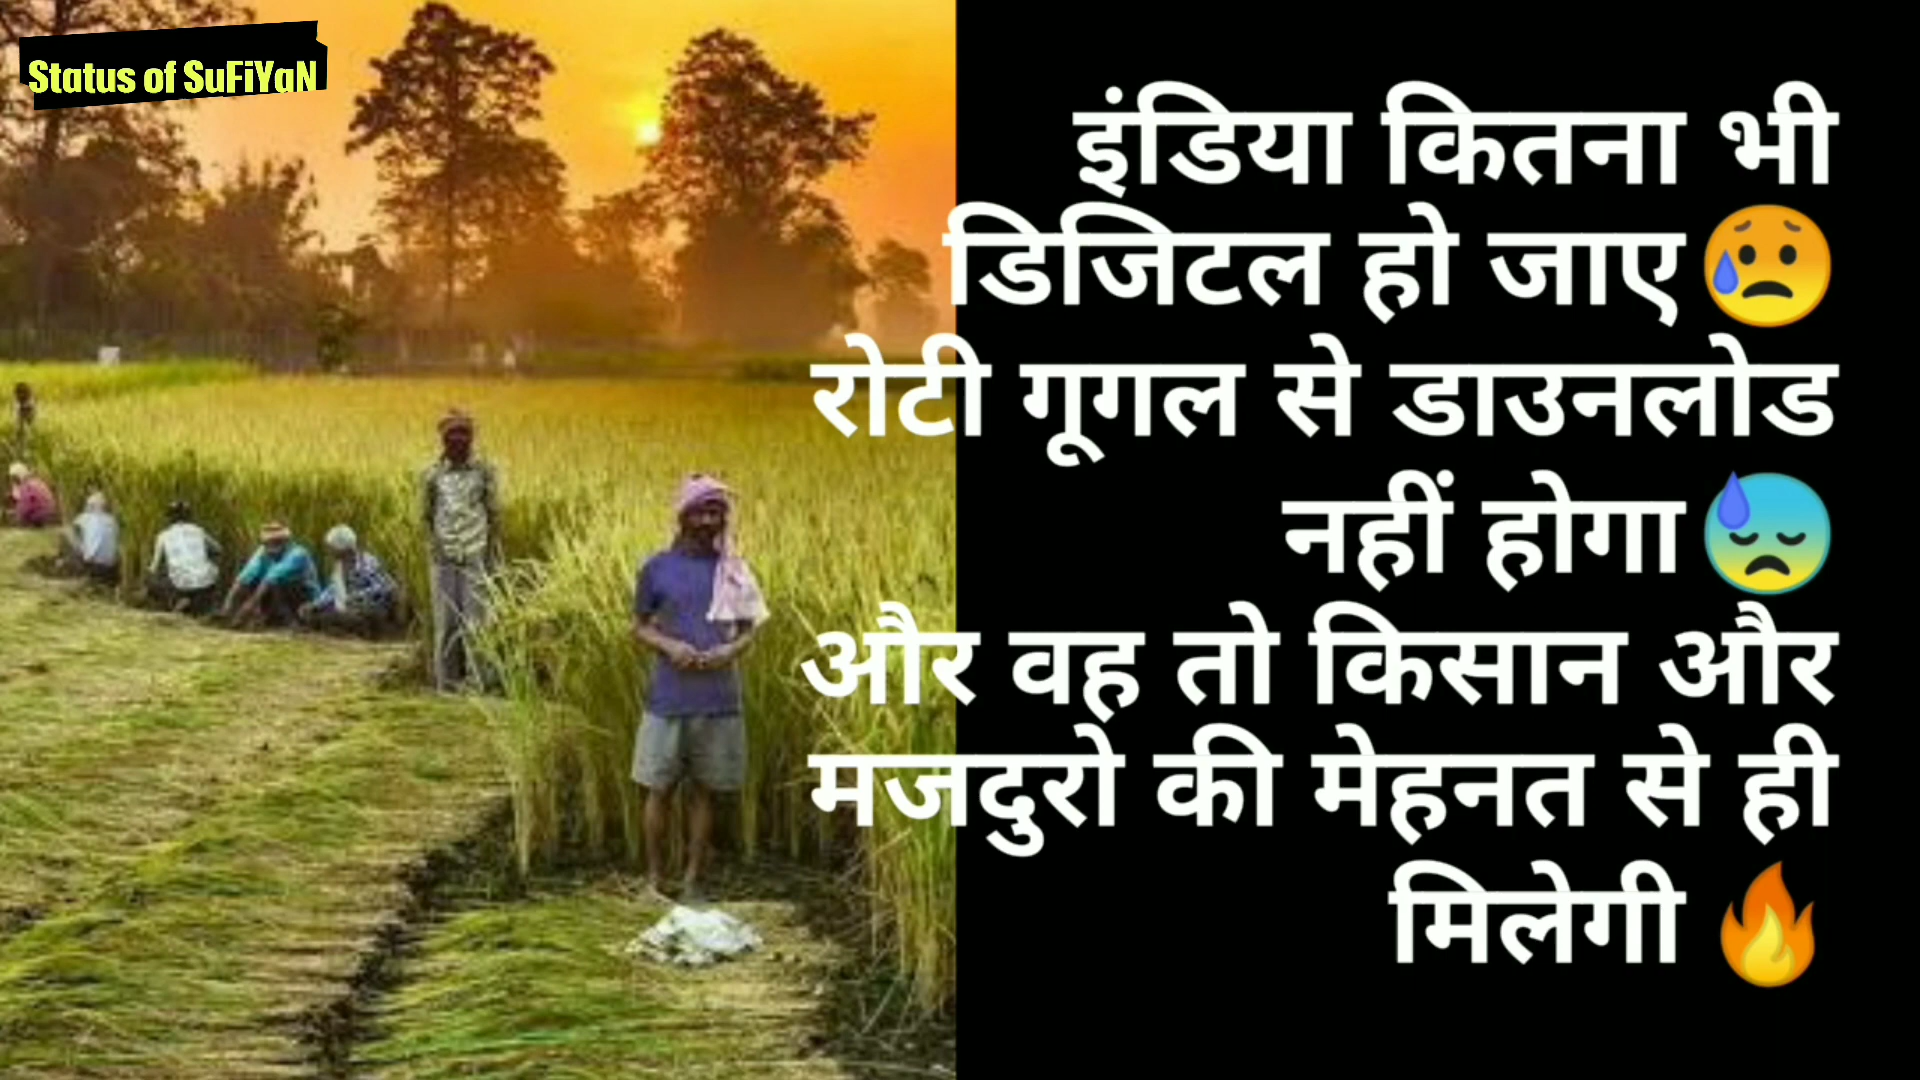 Status of SuFiYaN
इंडिया कितना भी
डिजिटल हो जाए😥
रोटी गूगल से डाउनलोड
नहीं होगा😓
और वह तो किसान और
मजदुरो की मेहनत से ही
मिलेगी 🔥